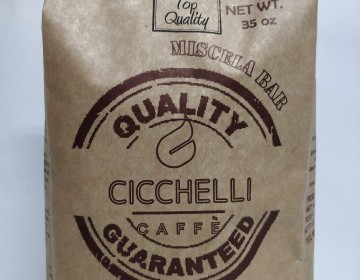 Top
Quality
NET WT.
35 oz
MISCELA BAR
QUALITY
CICCHELLI
CAFFÈ
GUARANTEED